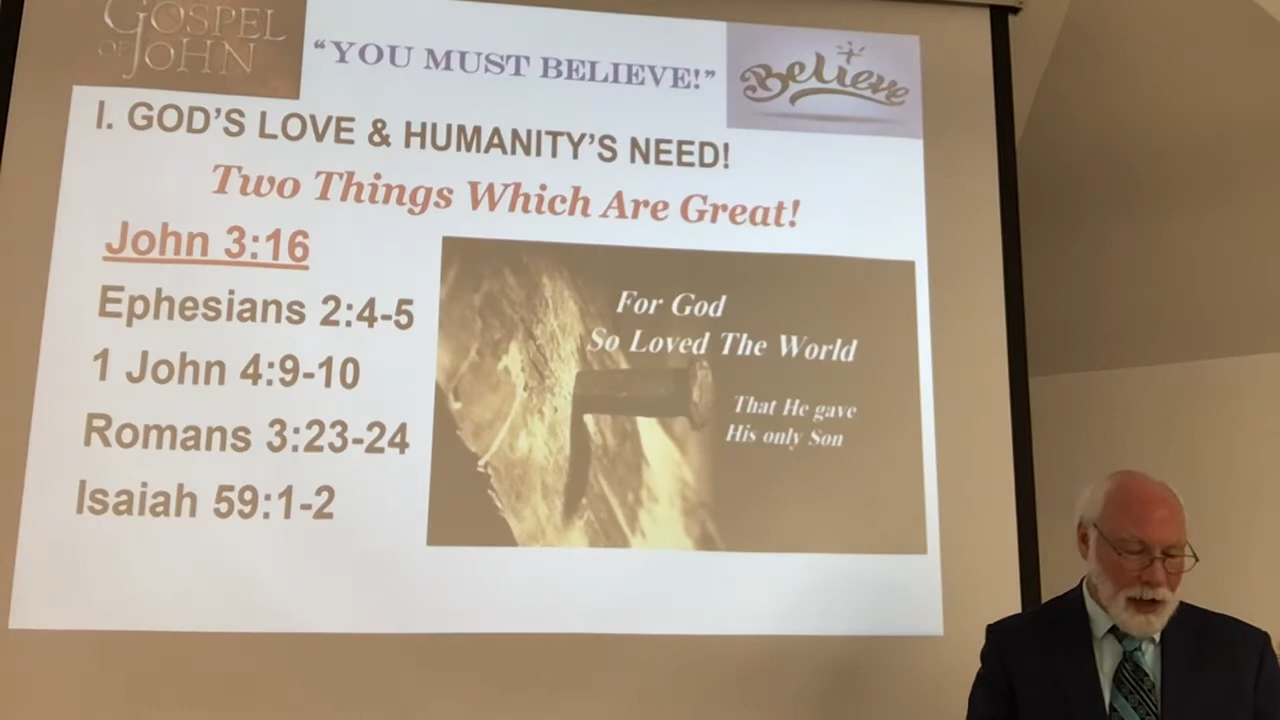 GOSPEL
OF JOHN
“YOU MUST BELIEVE!”
Believe
I. GOD’S LOVE & HUMANITY’S NEED!
Two Things Which Are Great!
John 3:16
Ephesians 2:4-5
1 John 4:9-10
Romans 3:23-24
Isaiah 59:1-2
For God
So Loved The World
That He gave
His only Son